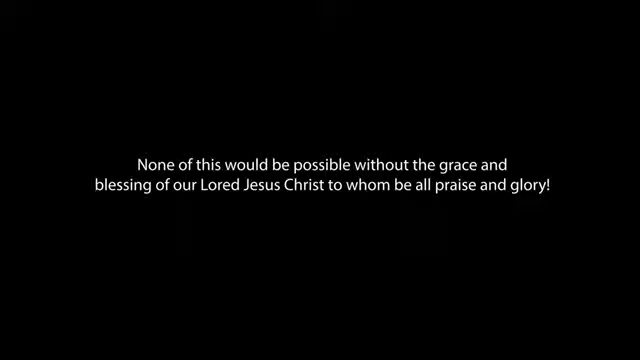 None of this would be possible without the grace and
blessing of our Lored Jesus Christ to whom be all praise and glory!